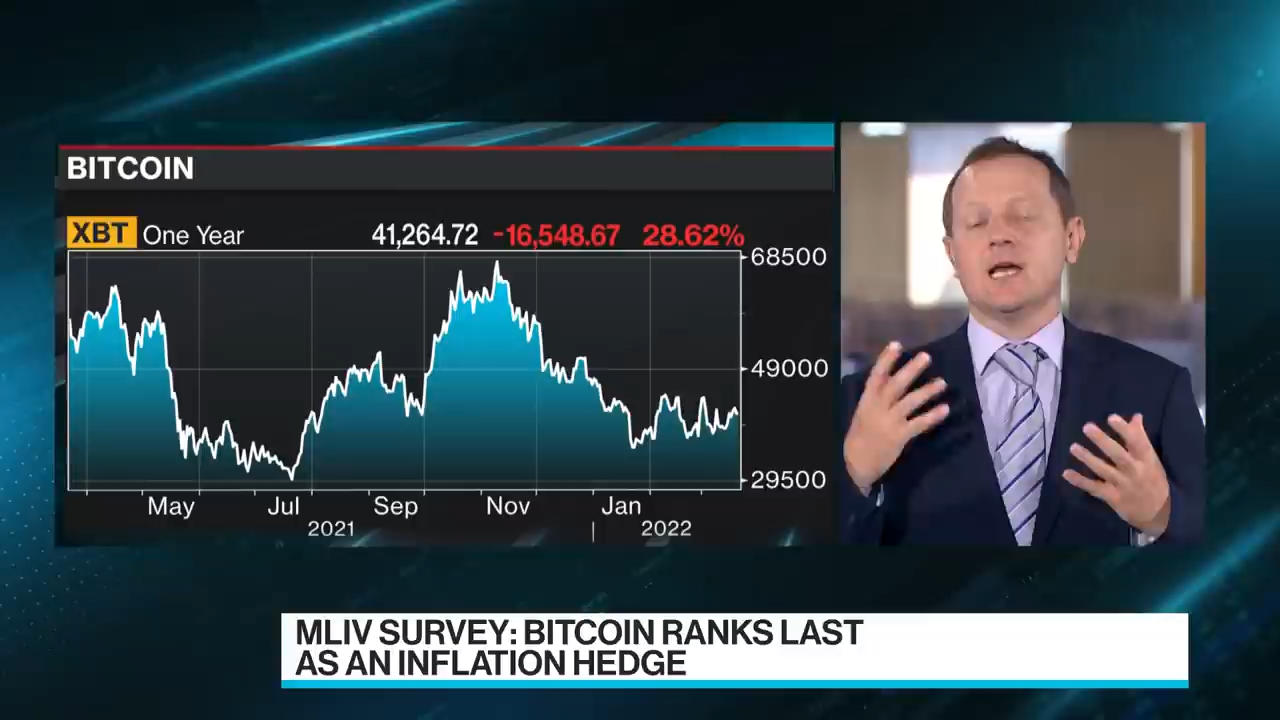 BITCOIN
XBT One Year 41,264.72 -16,548.67 28.62%
68500
49000
29500
May Jul Sep Nov Jan
2021 2022
MLIV SURVEY: BITCOIN RANKS LAST
AS AN INFLATION HEDGE